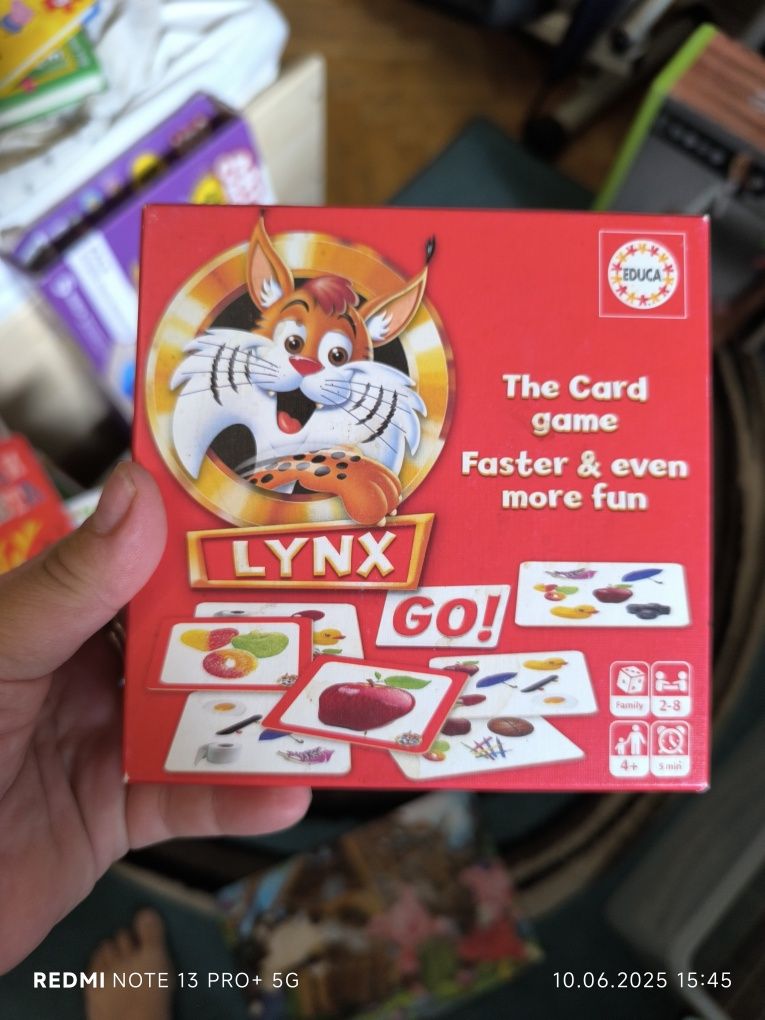 EDUCA
The Card
game
Faster & even
more fun
LYNX
GO!
Family
2-8
4+
5 min
REDMI NOTE 13 PRO+ 5G
10.06.2025 15:45